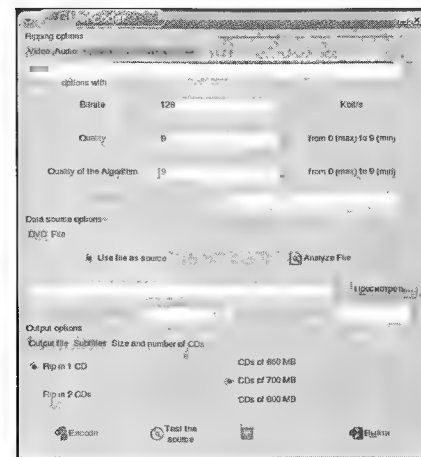 Ripping options
Video Audio
options with
Bitrate 128 Kbit/s
Quality 9 from 0 (max) to 9 (min)
Quality of the Algorithm 9 from 0 (max) to 9 (min)
Data source options
DVD File
Use file as source Analyze File
Просмотреть
Output options
Output file Subtitles Size and number of CDs
Rip in 1 CD CDs of 650 MB
CDs of 700 MB
Rip in 2 CDs CDs of 800 MB
Encode Test the source Выйти